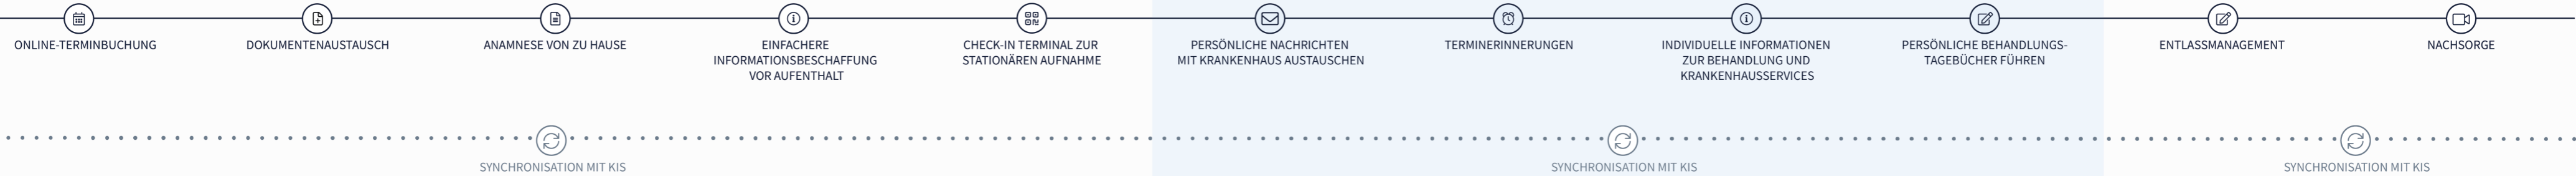 ONLINE-TERMINBUCHUNG
DOKUMENTENAUSTAUSCH
ANAMNESE VON ZU HAUSE
EINFACHERE
INFORMATIONSBESCHAFFUNG
VOR AUFENTHALT
CHECK-IN TERMINAL ZUR
STATIONÄREN AUFNAHME
PERSÖNLICHE NACHRICHTEN
MIT KRANKENHAUS AUSTAUSCHEN
TERMINERINNERUNGEN
INDIVIDUELLE INFORMATIONEN
ZUR BEHANDLUNG UND
KRANKENHAUSSERVICES
PERSÖNLICHE BEHANDLUNGS-
TAGEBÜCHER FÜHREN
ENTLASSMANAGEMENT
NACHSORGE
SYNCHRONISATION MIT KIS
SYNCHRONISATION MIT KIS
SYNCHRONISATION MIT KIS